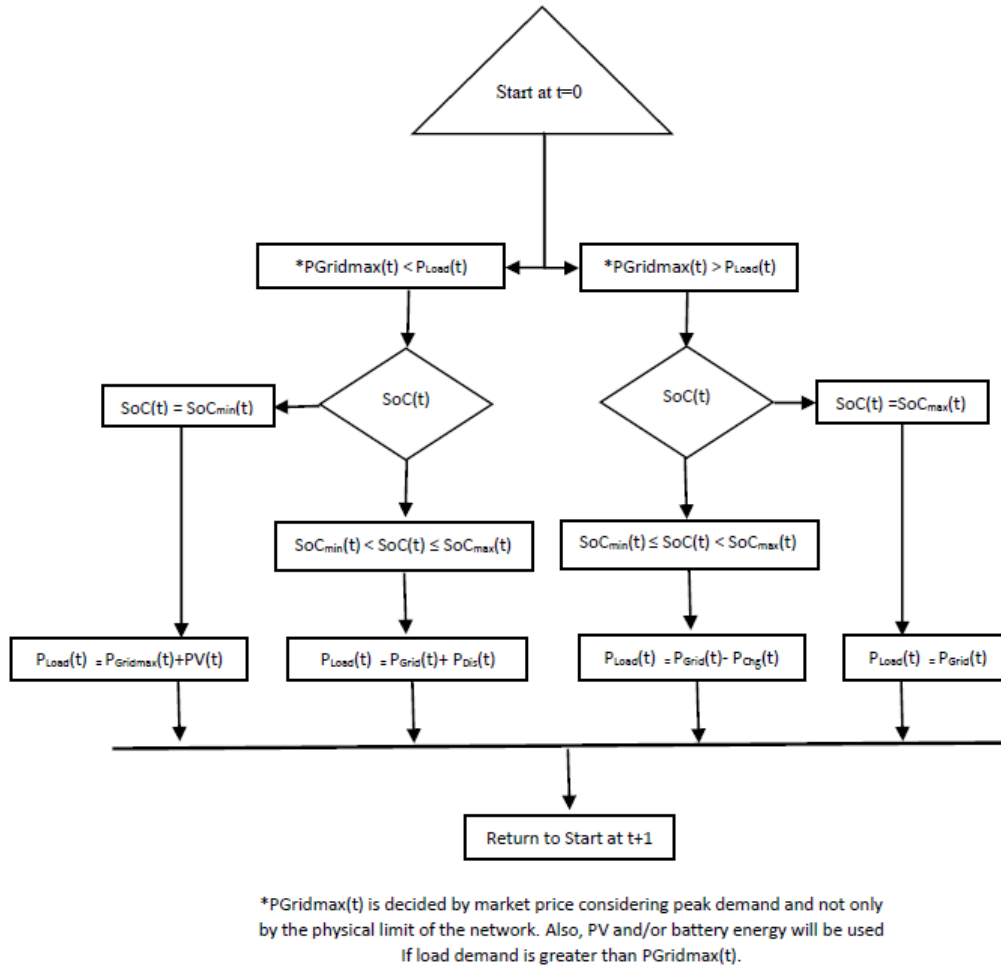 Start at t=0
*PGridmax(t) < PLoad(t)
*PGridmax(t) > PLoad(t)
SoC(t) = SoCmin(t)
SoC(t)
SoC(t)
SoC(t) =SoCmax(t)
SoCmin(t) < SoC(t) ≤ SoCmax(t)
SoCmin(t) ≤ SoC(t) < SoCmax(t)
PLoad(t) = PGridmax(t)+PV(t)
PLoad(t) = PGrid(t)+ PDis(t)
PLoad(t) = PGrid(t)- PChg(t)
PLoad(t) = PGrid(t)
Return to Start at t+1
*PGridmax(t) is decided by market price considering peak demand and not only
by the physical limit of the network. Also, PV and/or battery energy will be used
If load demand is greater than PGridmax(t).